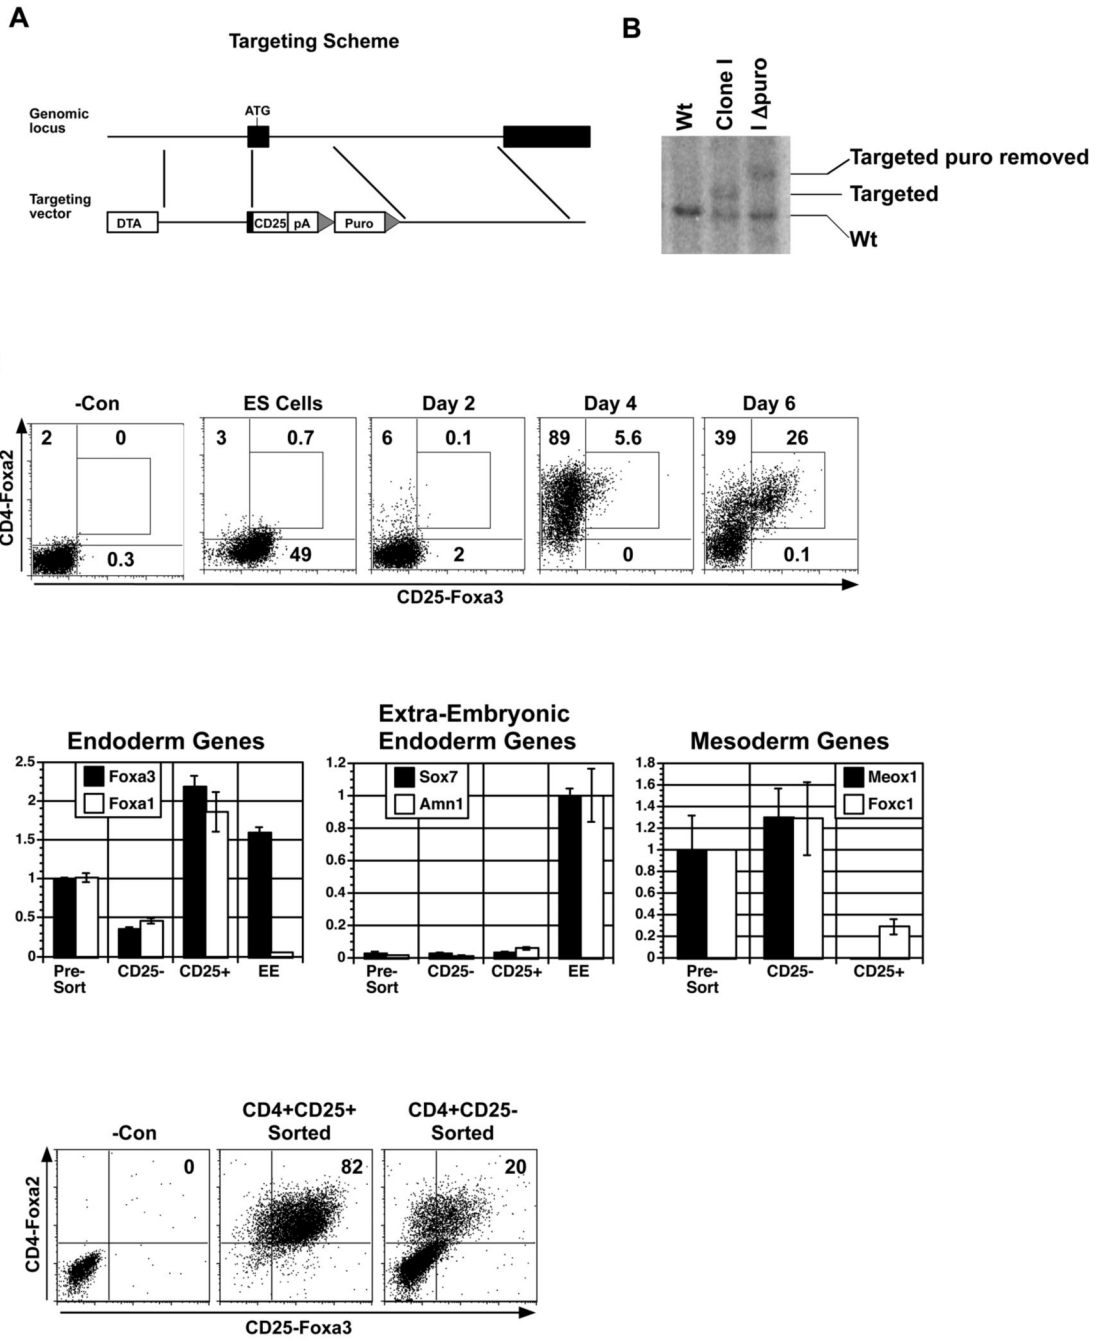 A
Targeting Scheme
Genomic
locus
ATG
Targeting
vector
DTA
CD25
pA
Puro
B
Wt
Clone I
I Δpuro
Targeted puro removed
Targeted
Wt
-Con
ES Cells
Day 2
Day 4
Day 6
2
0
0.3
3
0.7
49
6
0.1
2
89
5.6
0
39
26
0.1
CD4-Foxa2
CD25-Foxa3
Endoderm Genes
Foxa3
Foxa1
2.5
2
1.5
1
0.5
0
Pre-
Sort
CD25-
CD25+
EE
Extra-Embryonic
Endoderm Genes
Sox7
Amn1
1.2
1
0.8
0.6
0.4
0.2
0
Pre-
Sort
CD25-
CD25+
EE
Mesoderm Genes
Meox1
Foxc1
1.8
1.6
1.4
1.2
1
0.8
0.6
0.4
0.2
0
Pre-
Sort
CD25-
CD25+
-Con
CD4+CD25+
Sorted
CD4+CD25-
Sorted
0
82
20
CD4-Foxa2
CD25-Foxa3